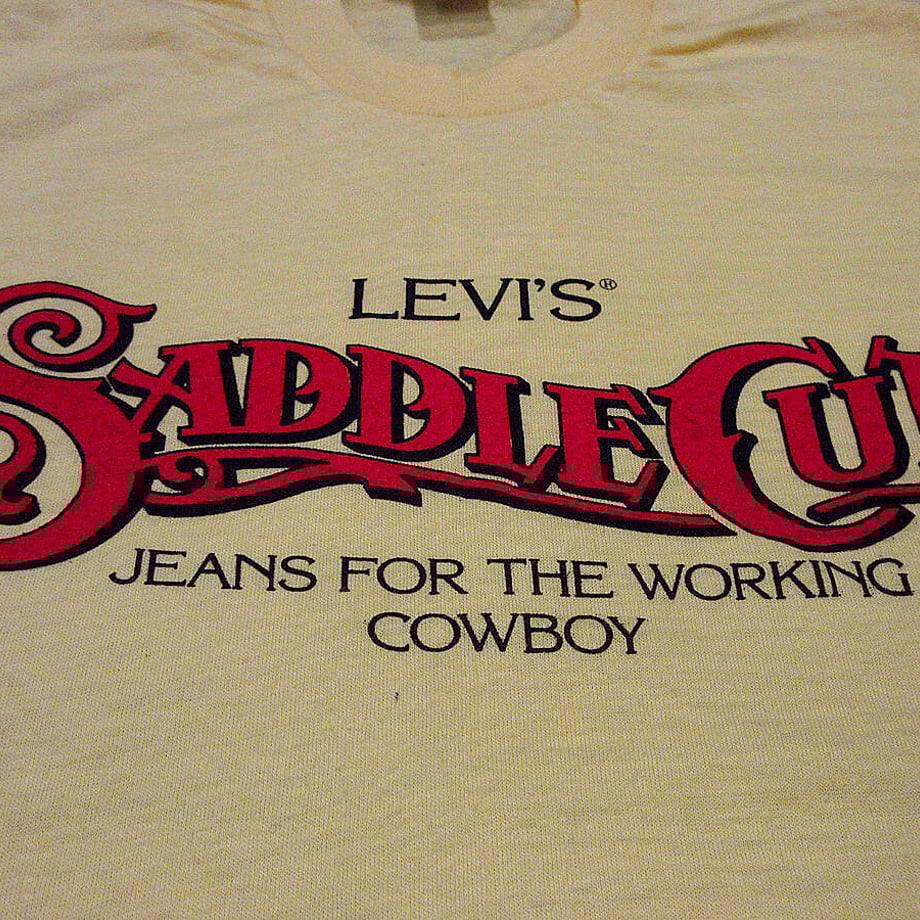 LEVI'S®
SADDLE CUT
JEANS FOR THE WORKING
COWBOY